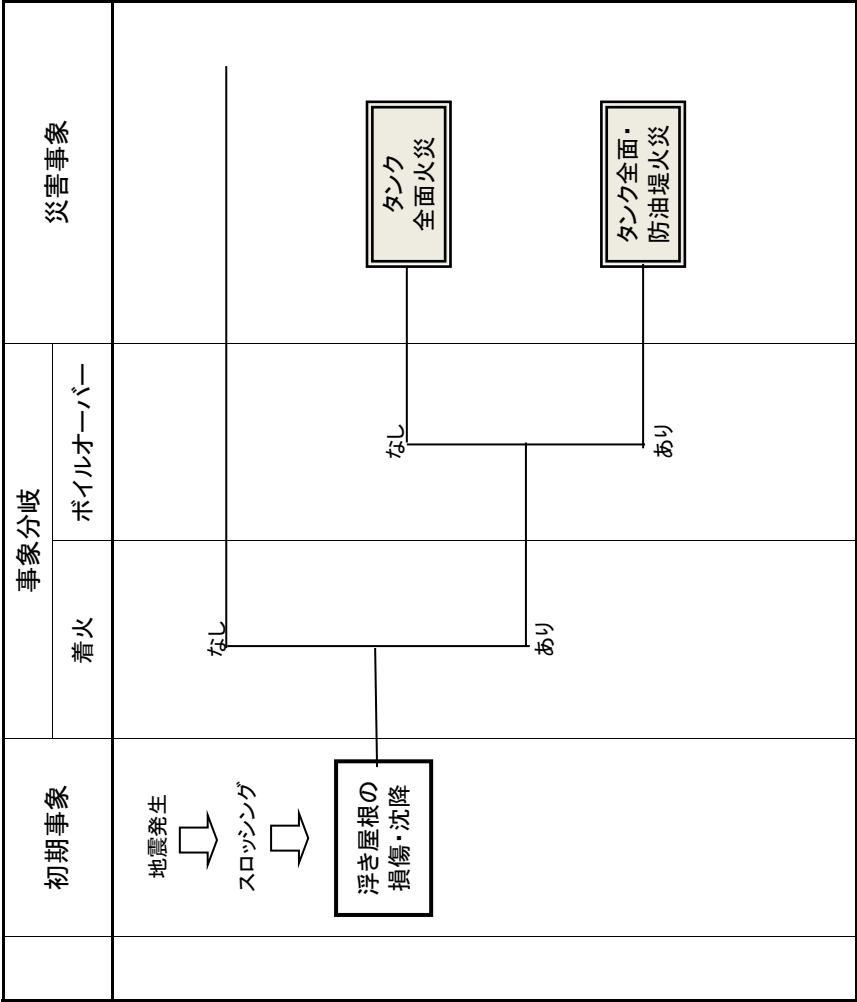 初期事象
事象分岐
災害事象
着火
ボイルオーバー
地震発生
スロッシング
浮き屋根の
損傷・沈降
なし
あり
なし
あり
タンク
全面火災
タンク全面・
防油堤火災